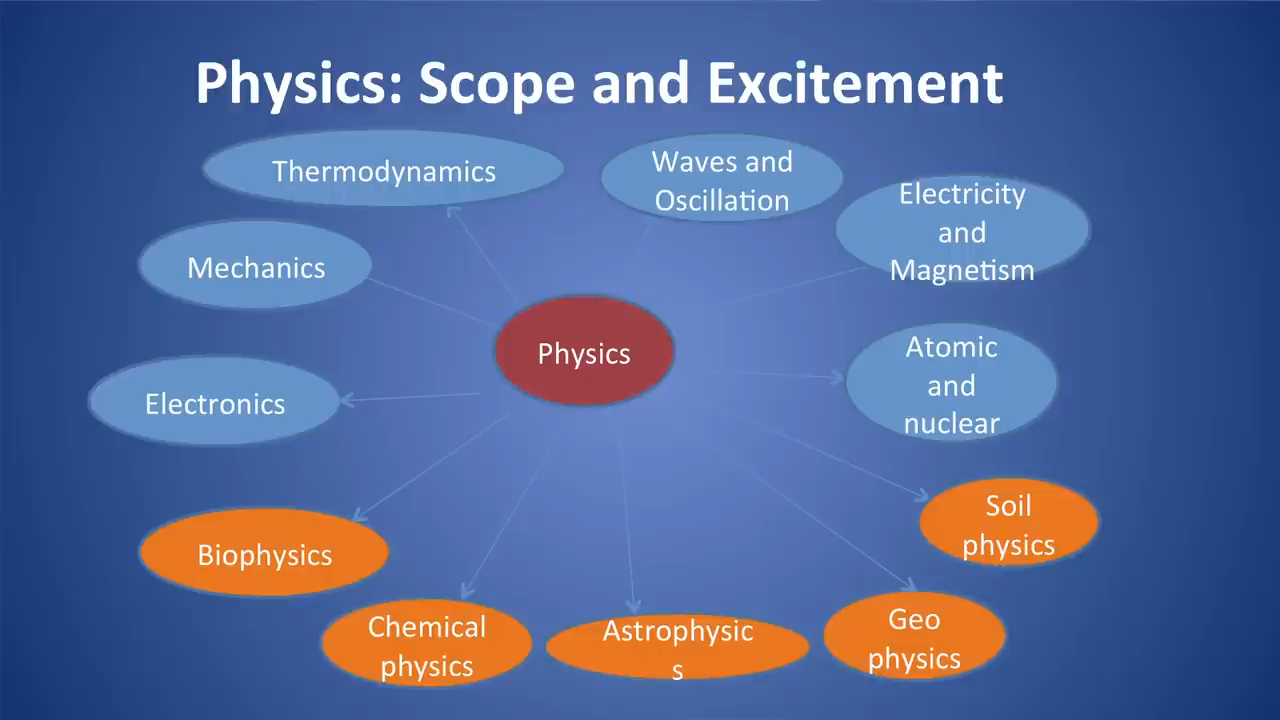 Physics: Scope and Excitement
Thermodynamics
Waves and
Oscillation
Electricity
and
Magnetism
Mechanics
Physics
Atomic
and
nuclear
Electronics
Soil
physics
Biophysics
Chemical
physics
Astrophysic
s
Geo
physics